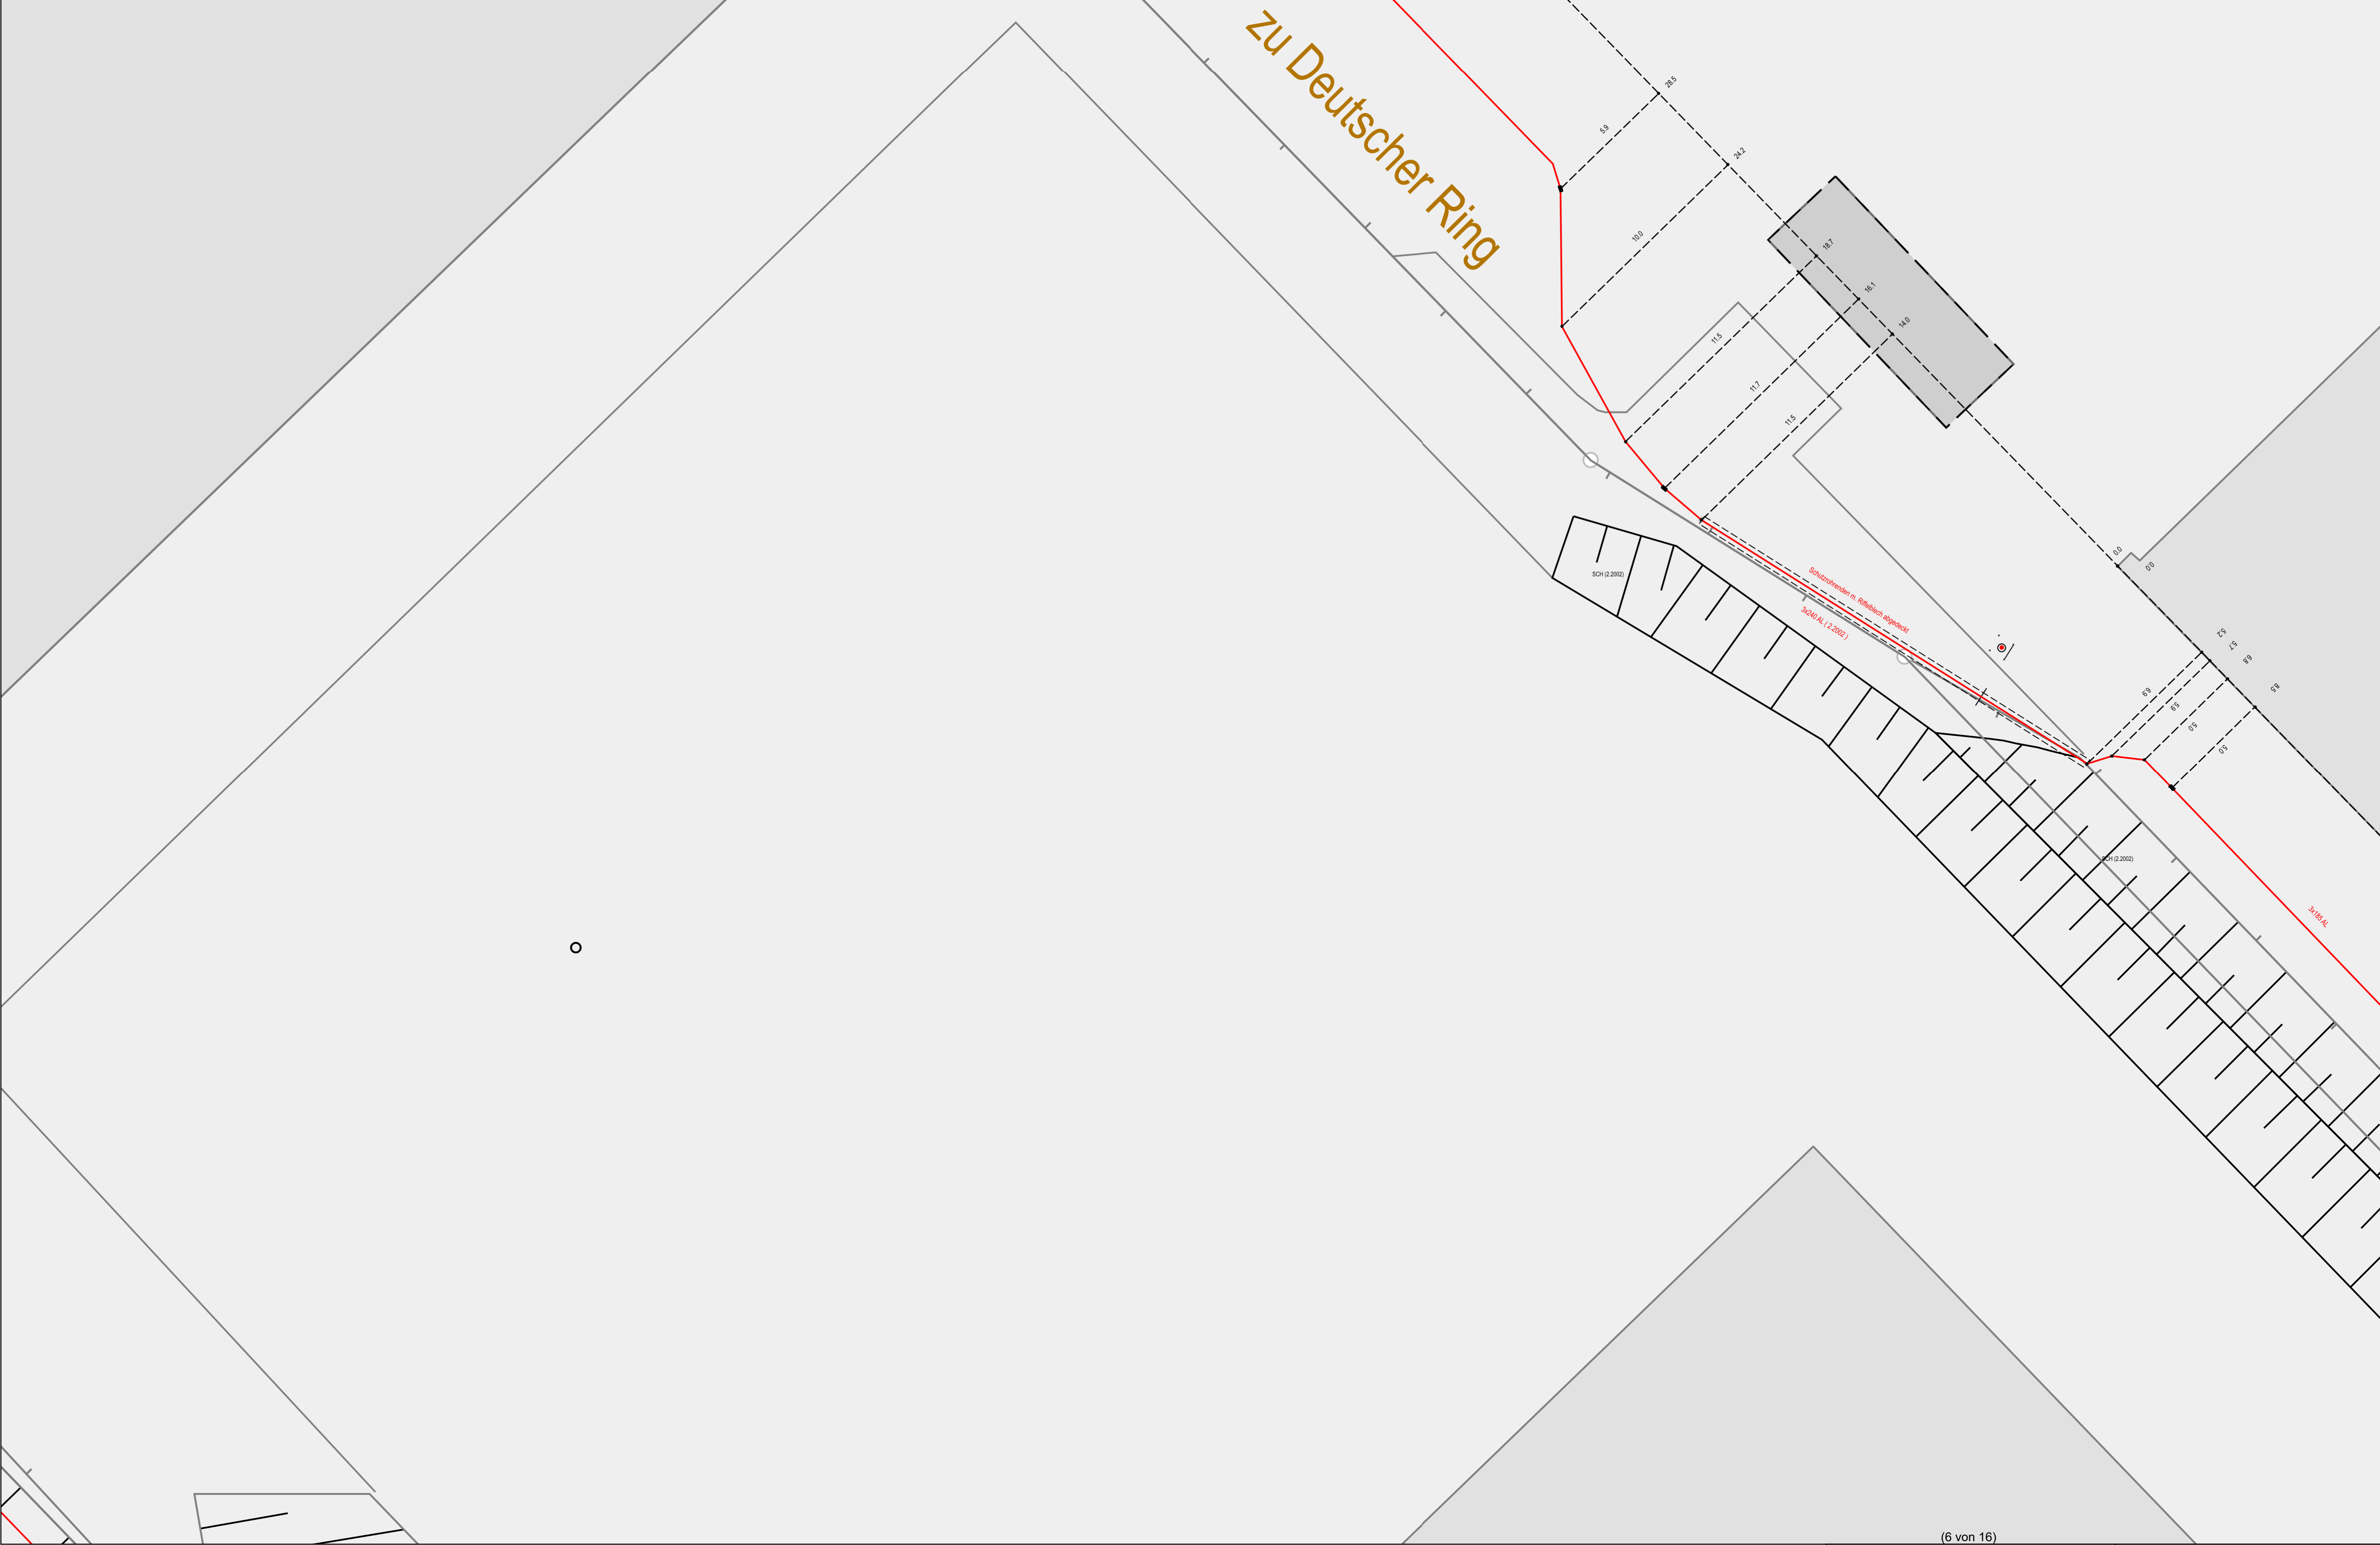 zu Deutscher Ring
28.5
5.9
24.2
10.0
18.7
16.1
14.0
11.5
11.7
11.5
0.0
0.0
SCH (2.2002)
Schutzrohrenden m. Riffelblech abgedeckt
3x240 AL ( 2.2002 )
5.2
5.7
6.8
8.5
6.9
5.9
5.0
5.0
SCH (2.2002)
3x185 AL
(6 von 16)